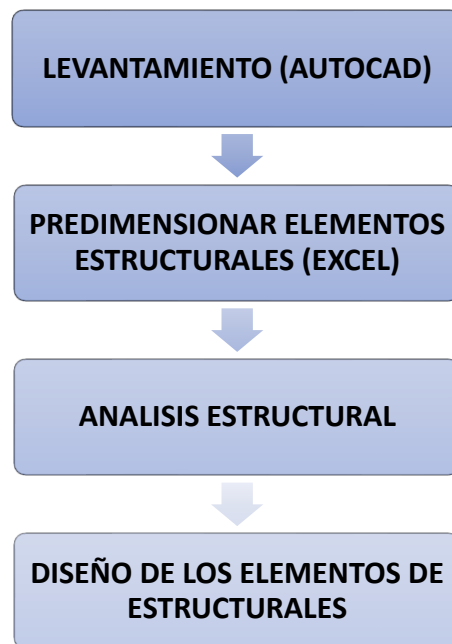 LEVANTAMIENTO (AUTOCAD)
PREDIMENSIONAR ELEMENTOS
ESTRUCTURALES (EXCEL)
ANALISIS ESTRUCTURAL
DISEÑO DE LOS ELEMENTOS DE
ESTRUCTURALES